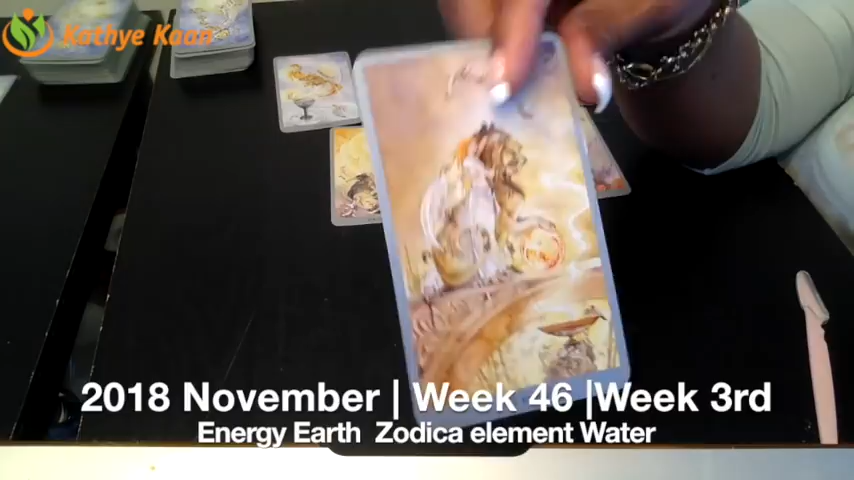 Kathye Kaan
2018 November | Week 46 |Week 3rd
Energy Earth  Zodica element Water